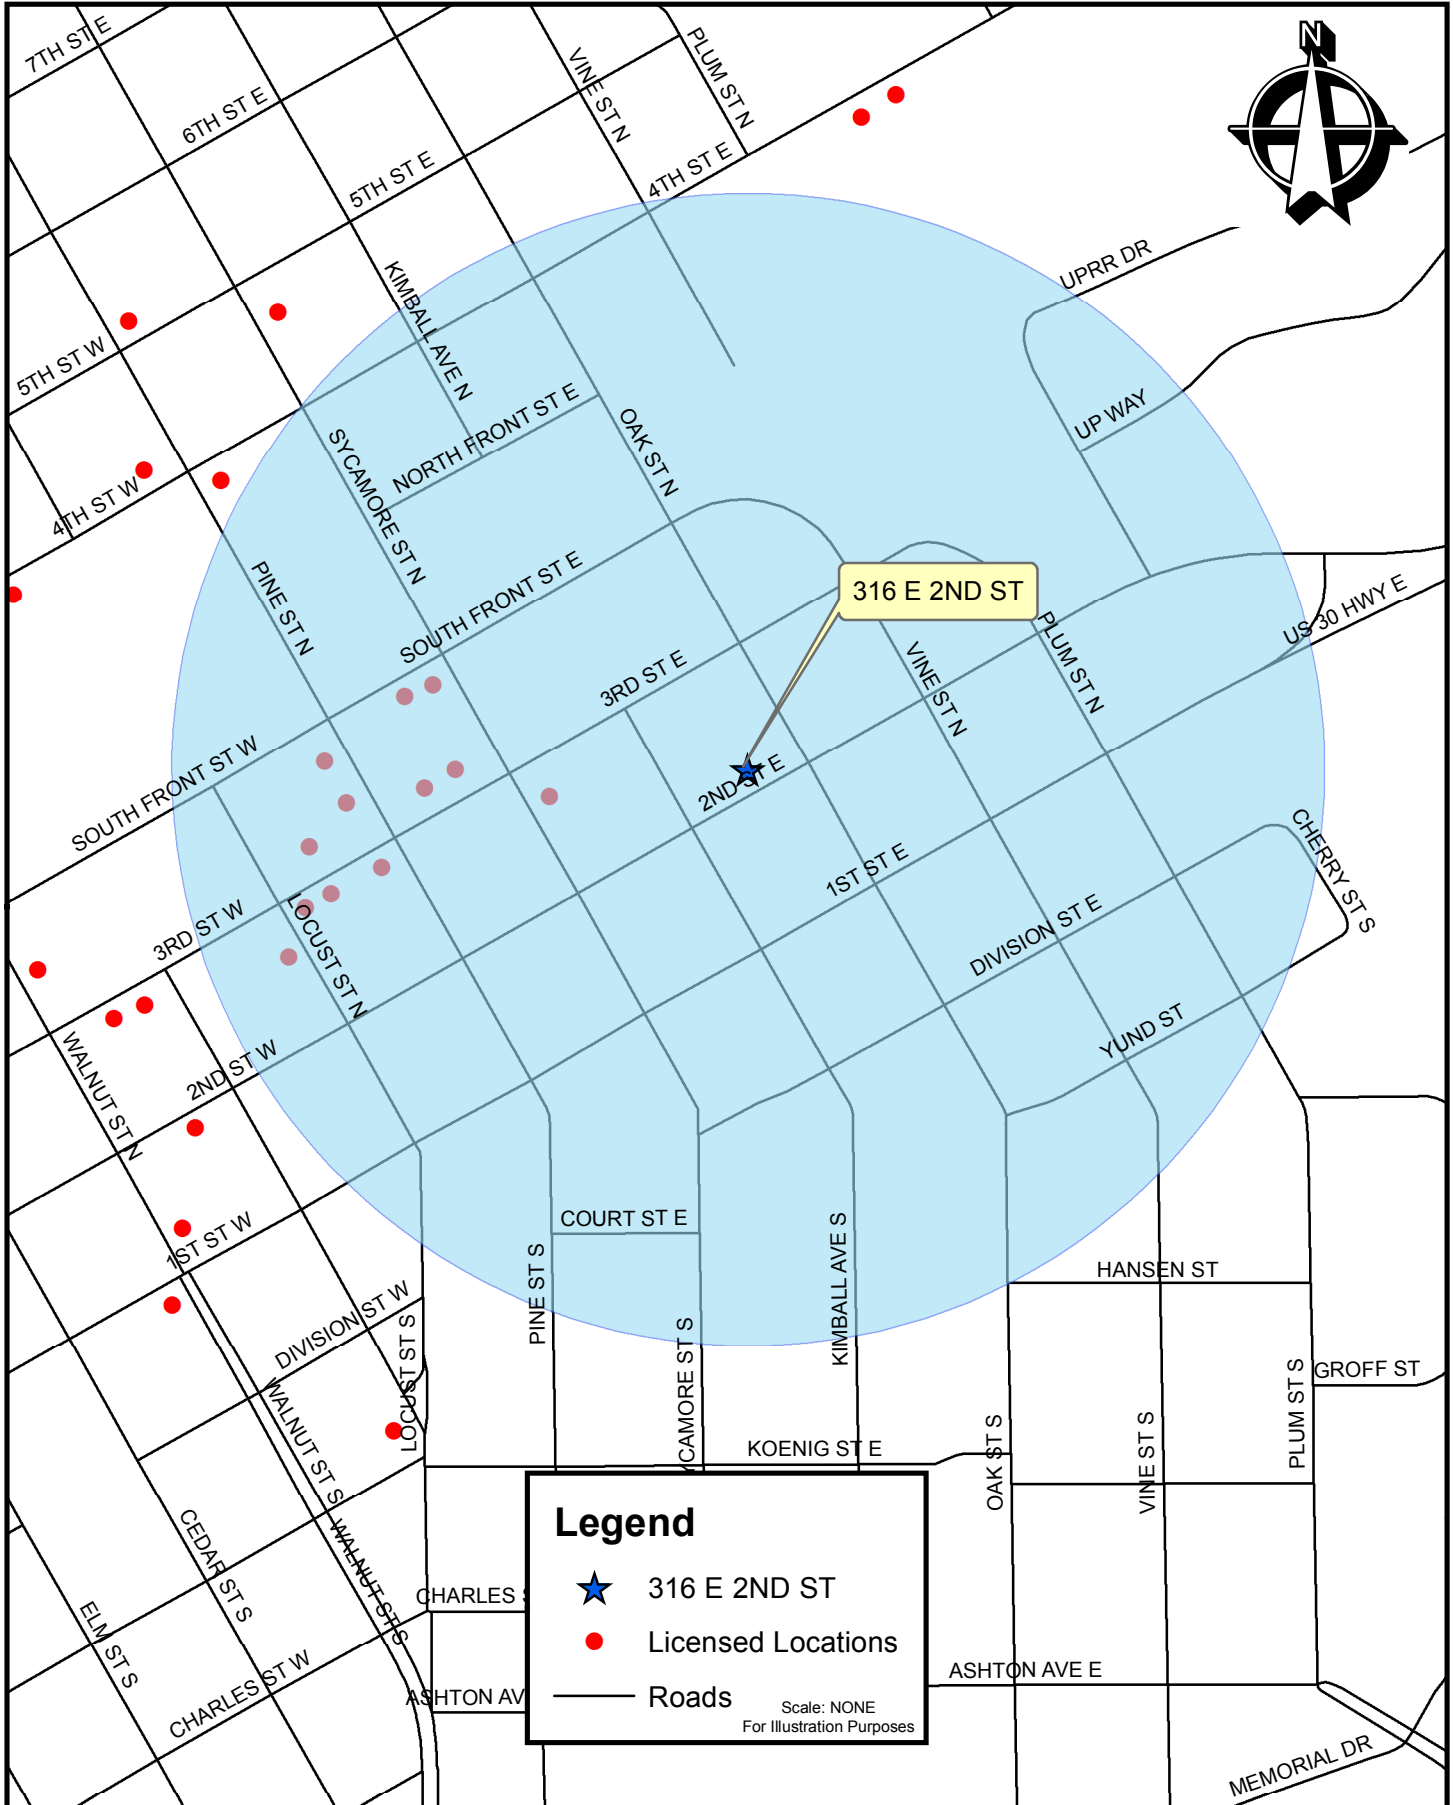 7TH ST E
6TH ST E
5TH ST E
VINE ST N
PLUM ST N
N
4TH ST E
UPRR DR
KIMBALL AVE N
5TH ST W
NORTH FRONT ST E
UP WAY
OAK ST N
SYCAMORE ST N
4TH ST W
PINE ST N
SOUTH FRONT ST E
316 E 2ND ST
US 30 HWY E
PLUM ST N
3RD ST E
VINE ST N
SOUTH FRONT ST W
2ND ST E
1ST ST E
CHERRY ST S
3RD ST W
LOCUST ST N
DIVISION ST E
YUND ST
WALNUT ST N
2ND ST W
1ST ST W
COURT ST E
PINE ST S
KIMBALL AVE S
HANSEN ST
DIVISION ST W
LOCUST ST S
YCAMORE ST S
GROFF ST
PLUM ST S
WALNUT ST S
KOENIG ST E
OAK ST S
VINE ST S
CEDAR ST S
WALNUT ST S
Legend
316 E 2ND ST
Licensed Locations
Roads
Scale: NONE
For Illustration Purposes
CHARLES S
ELM ST S
CHARLES ST W
ASHTON AV
ASHTON AVE E
MEMORIAL DR